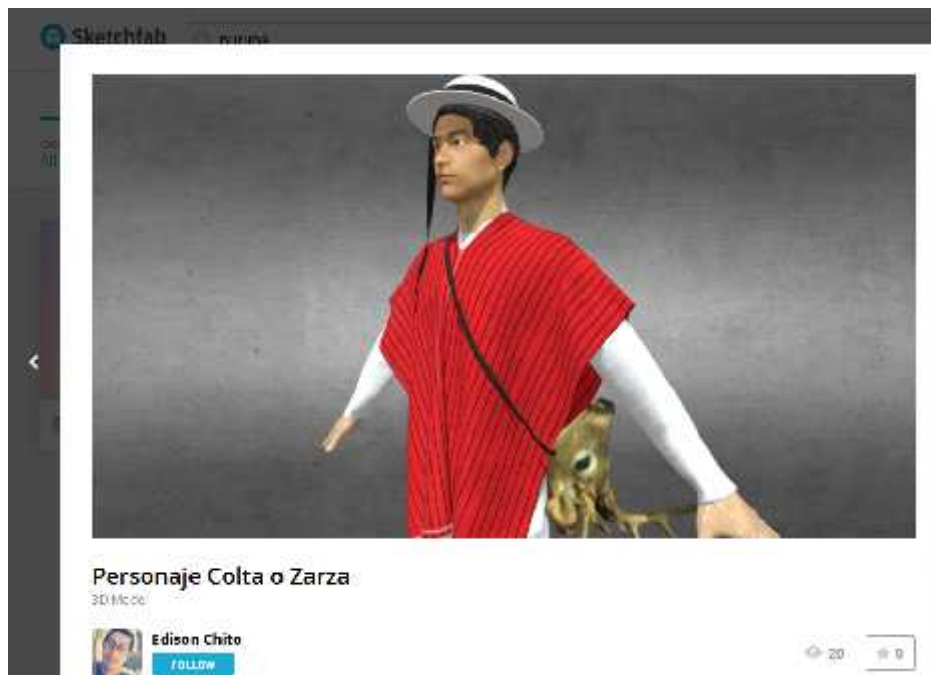 Sketchfab
Personaje Colta o Zarza
3D Model
Edison Chito
FOLLOW
20
0